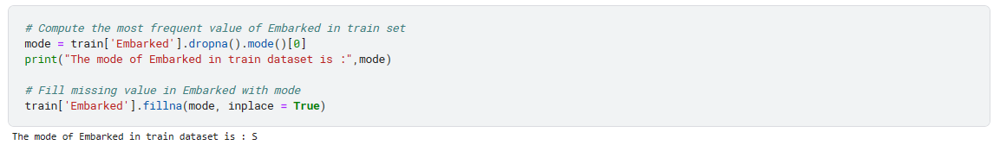 # Compute the most frequent value of Embarked in train set
mode = train['Embarked'].dropna().mode()[0]
print("The mode of Embarked in train dataset is :",mode)
# Fill missing value in Embarked with mode
train['Embarked'].fillna(mode, inplace = True)
The mode of Embarked in train dataset is : S